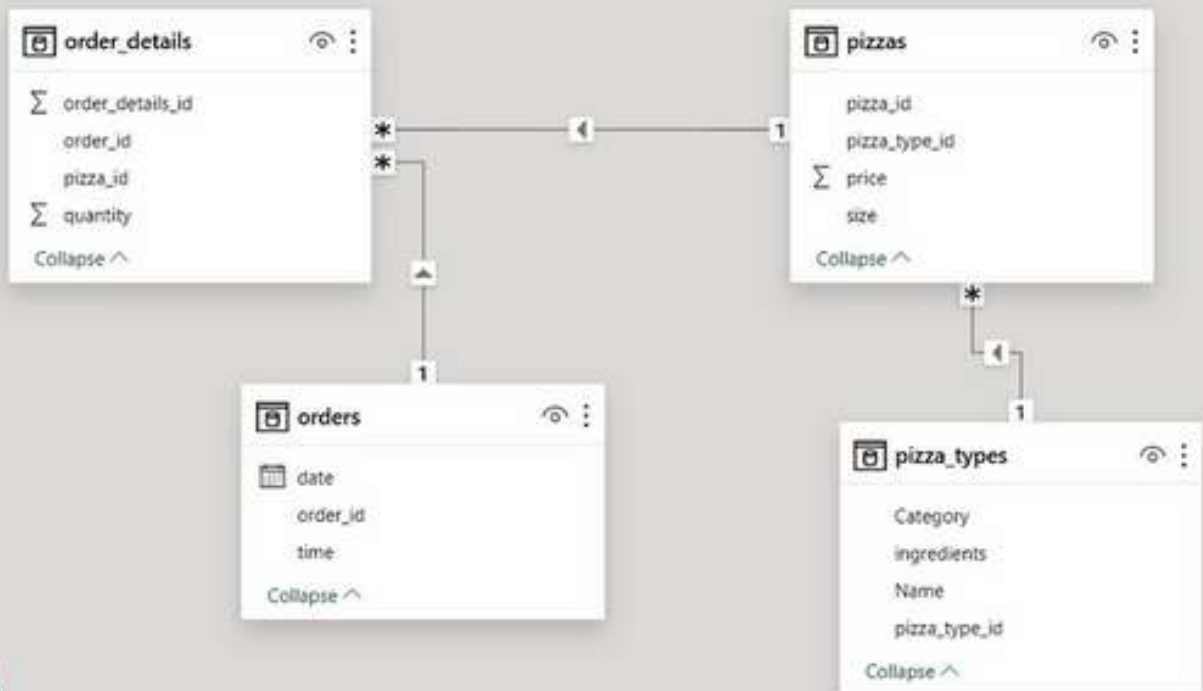 order_details
Σ order_details_id
order_id
pizza_id
Σ quantity
Collapse
pizzas
pizza_id
pizza_type_id
Σ price
size
Collapse
*
1
*
1
orders
date
order_id
time
Collapse
*
1
pizza_types
Category
ingredients
Name
pizza_type_id
Collapse